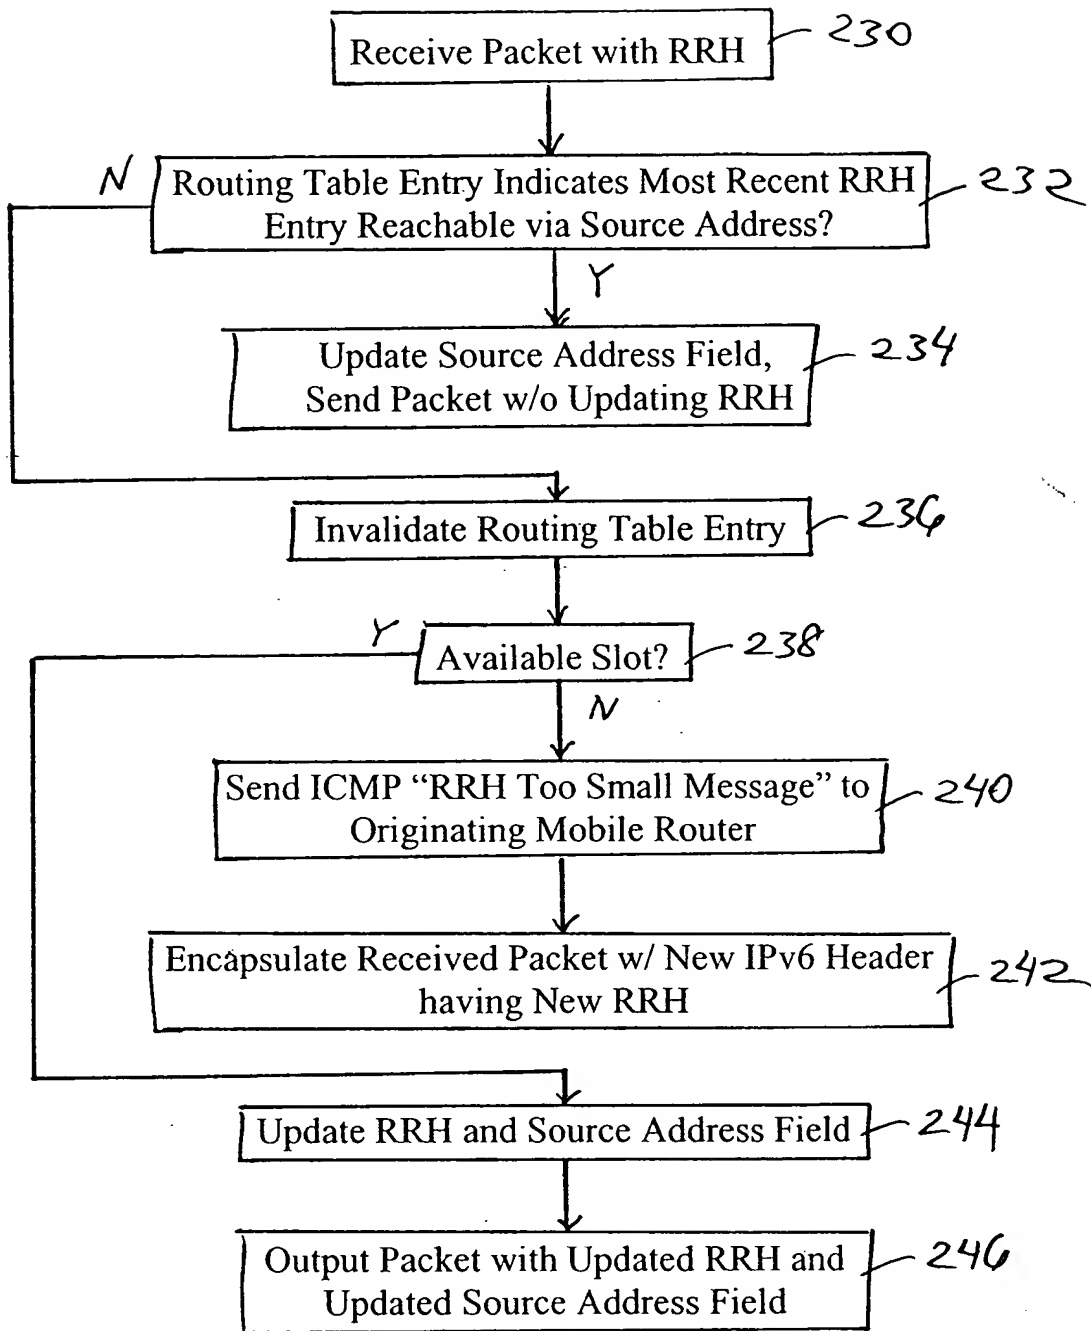 Receive Packet with RRH
230
N
Routing Table Entry Indicates Most Recent RRH
Entry Reachable via Source Address?
232
Y
Update Source Address Field,
Send Packet w/o Updating RRH
234
Invalidate Routing Table Entry
236
Y
Available Slot?
238
N
Send ICMP “RRH Too Small Message” to
Originating Mobile Router
240
Encapsulate Received Packet w/ New IPv6 Header
having New RRH
242
Update RRH and Source Address Field
244
Output Packet with Updated RRH and
Updated Source Address Field
246